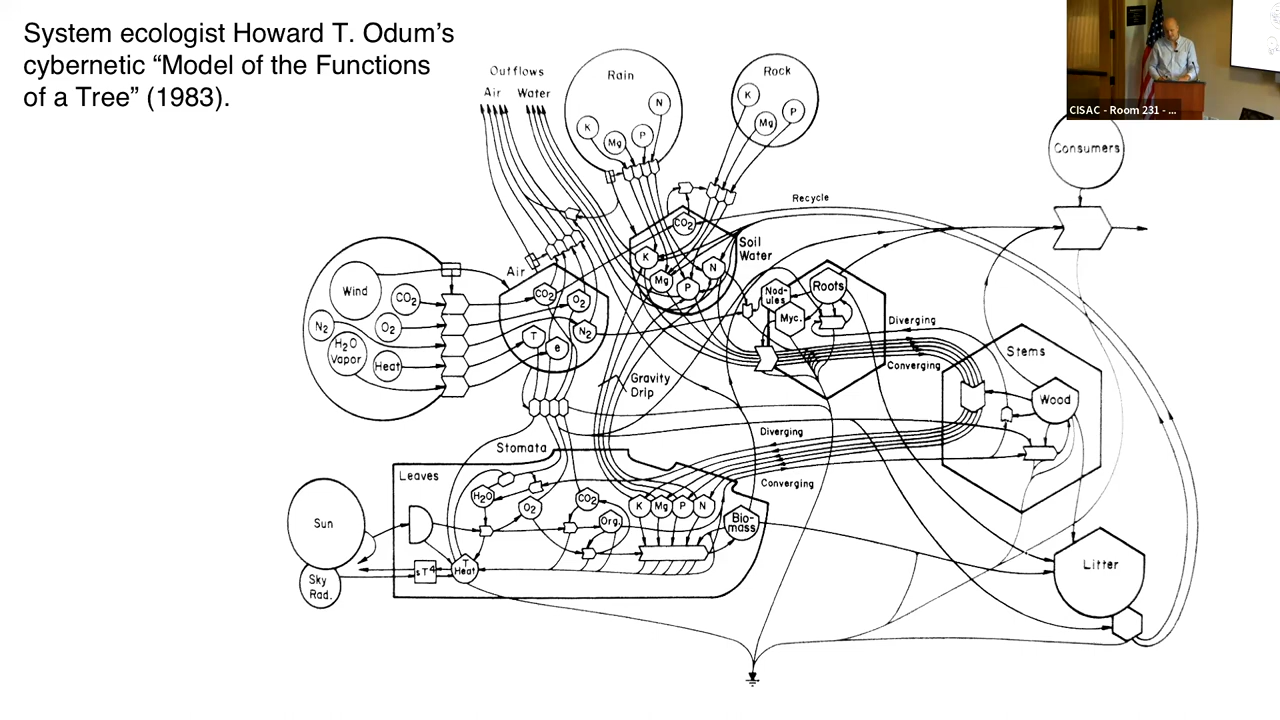 System ecologist Howard T. Odum's
cybernetic “Model of the Functions
of a Tree” (1983).
CISAC - Room 231 - ...
Outflows
Air Water
Rain
N
K
Mg
P
Rock
K
Mg
P
Consumers
Recycle
CO2
Soil
Water
K
Mg
P
N
Air
CO2
O2
N2
T
e
Wind
CO2
N2
O2
H2O
Vapor
Heat
Nod-
ules
Roots
Myc.
Diverging
Converging
Stems
Wood
Gravity
Drip
Diverging
Converging
Stomata
Leaves
H2O
O2
CO2
Org.
K
Mg
P
N
Bio-
mass
Sun
Sky
Rad.
sT4
T
Heat
Litter